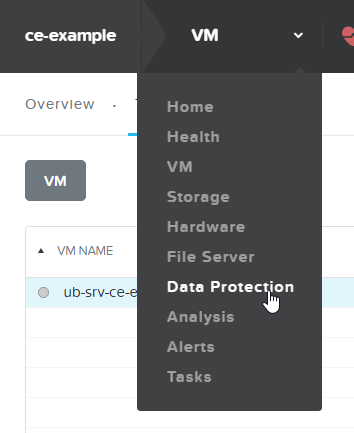 ce-example VM
Overview ·
Home
Health
VM
Storage
Hardware
File Server
Data Protection
Analysis
Alerts
Tasks
VM
VM NAME
ub-srv-ce-e